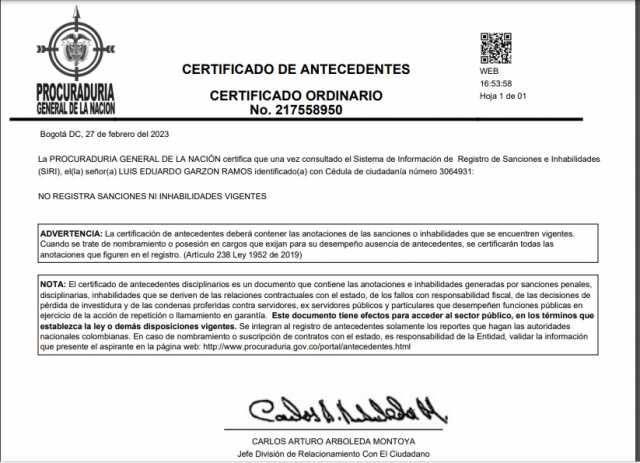 PROCURADURIA
GENERAL DE LA NACION
CERTIFICADO DE ANTECEDENTES
CERTIFICADO ORDINARIO
No. 217558950
WEB
16:53:58
Hoja 1 de 01
Bogotá DC, 27 de febrero del 2023
La PROCURADURIA GENERAL DE LA NACIÓN certifica que una vez consultado el Sistema de Información de Registro de Sanciones e Inhabilidades
(SIRI), el(la) señor(a) LUIS EDUARDO GARZON RAMOS identificado(a) con Cédula de ciudadanía número 3064931:
NO REGISTRA SANCIONES NI INHABILIDADES VIGENTES
ADVERTENCIA: La certificación de antecedentes deberá contener las anotaciones de las sanciones o inhabilidades que se encuentren vigentes.
Cuando se trate de nombramiento o posesión en cargos que exijan para su desempeño ausencia de antecedentes, se certificarán todas las
anotaciones que figuren en el registro. (Artículo 238 Ley 1952 de 2019)
NOTA: El certificado de antecedentes disciplinarios es un documento que contiene las anotaciones e inhabilidades generadas por sanciones penales,
disciplinarias, inhabilidades que se deriven de las relaciones contractuales con el estado, de los fallos con responsabilidad fiscal, de las decisiones de
pérdida de investidura y de las condenas proferidas contra servidores, ex servidores públicos y particulares que desempeñen funciones públicas en
ejercicio de la acción de repetición o llamamiento en garantía. Este documento tiene efectos para acceder al sector público, en los términos que
establezca la ley o demás disposiciones vigentes. Se integran al registro de antecedentes solamente los reportes que hagan las autoridades
nacionales colombianas. En caso de nombramiento o suscripción de contratos con el estado, es responsabilidad de la Entidad, validar la información
que presente el aspirante en la página web: http://www.procuraduria.gov.co/portal/antecedentes.html
CARLOS ARTURO ARBOLEDA MONTOYA
Jefe División de Relacionamiento Con El Ciudadano